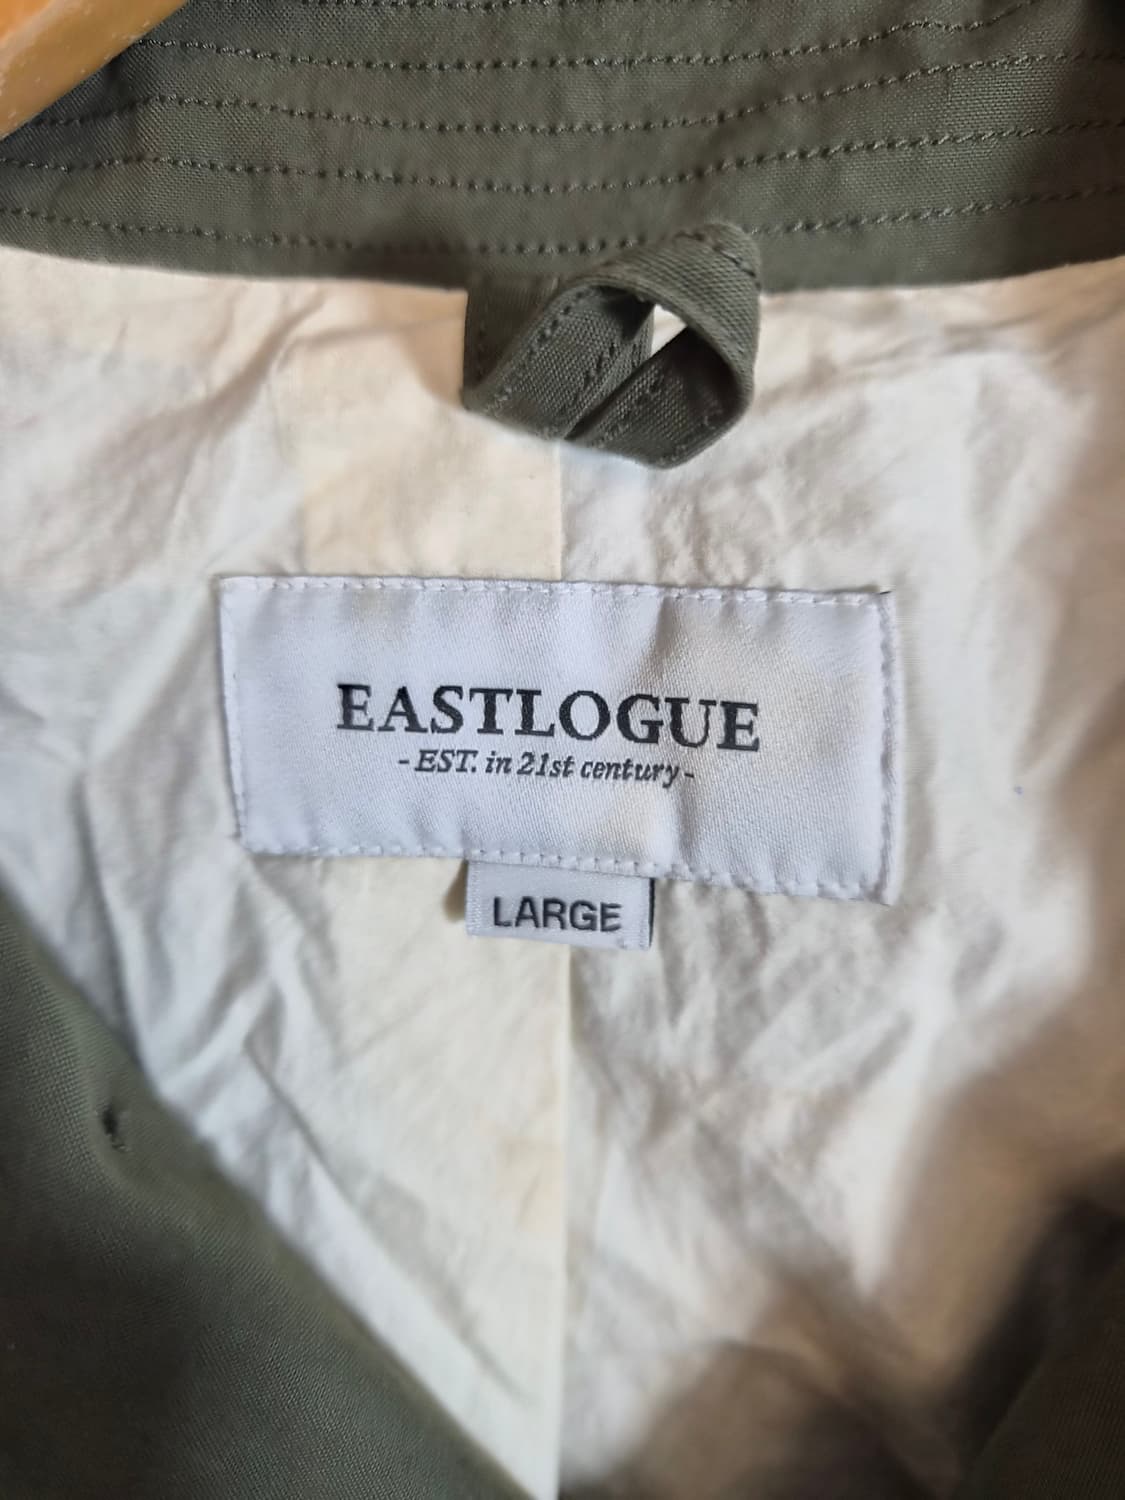 EASTLOGUE
- EST. in 21st century -
LARGE